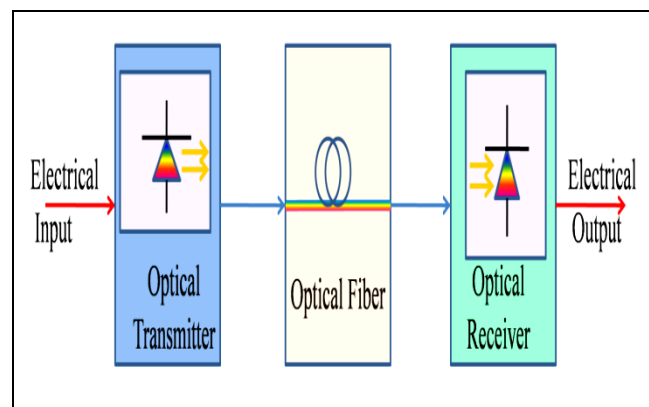 Electrical
Input
Optical
Transmitter
Optical Fiber
Optical
Receiver
Electrical
Output